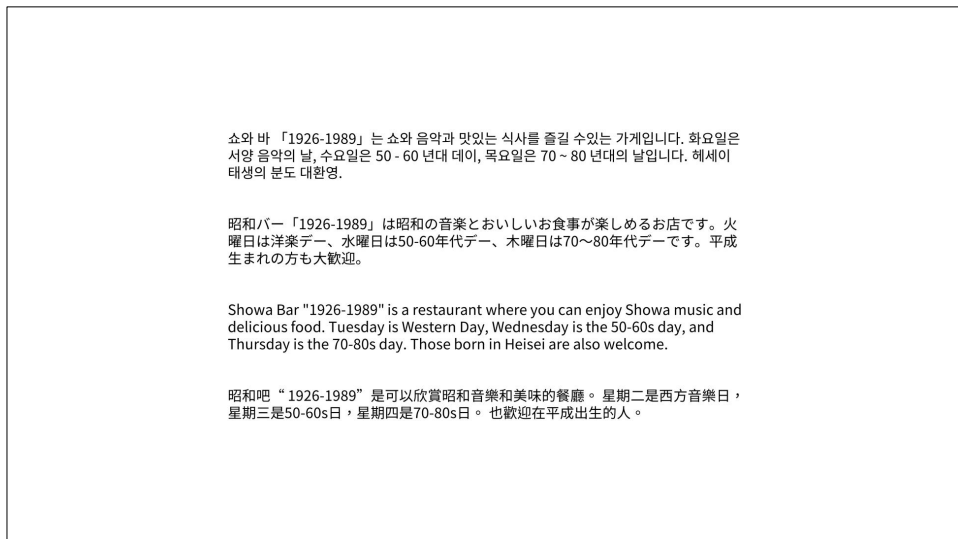 쇼와 바 「1926-1989」는 쇼와 음악과 맛있는 식사를 즐길 수있는 가게입니다. 화요일은
서양 음악의 날, 수요일은 50 - 60 년대 데이, 목요일은 70 ~ 80 년대의 날입니다. 헤세이
태생의 분도 대환영.
昭和バー「1926-1989」は昭和の音楽とおいしいお食事が楽しめるお店です。火
曜日は洋楽デー、水曜日は50-60年代デー、木曜日は70〜80年代デーです。平成
生まれの方も大歓迎。
Showa Bar "1926-1989" is a restaurant where you can enjoy Showa music and
delicious food. Tuesday is Western Day, Wednesday is the 50-60s day, and
Thursday is the 70-80s day. Those born in Heisei are also welcome.
昭和吧“ 1926-1989”是可以欣賞昭和音樂和美味的餐廳。 星期二是西方音樂日，
星期三是50-60s日，星期四是70-80s日。 也歡迎在平成出生的人。